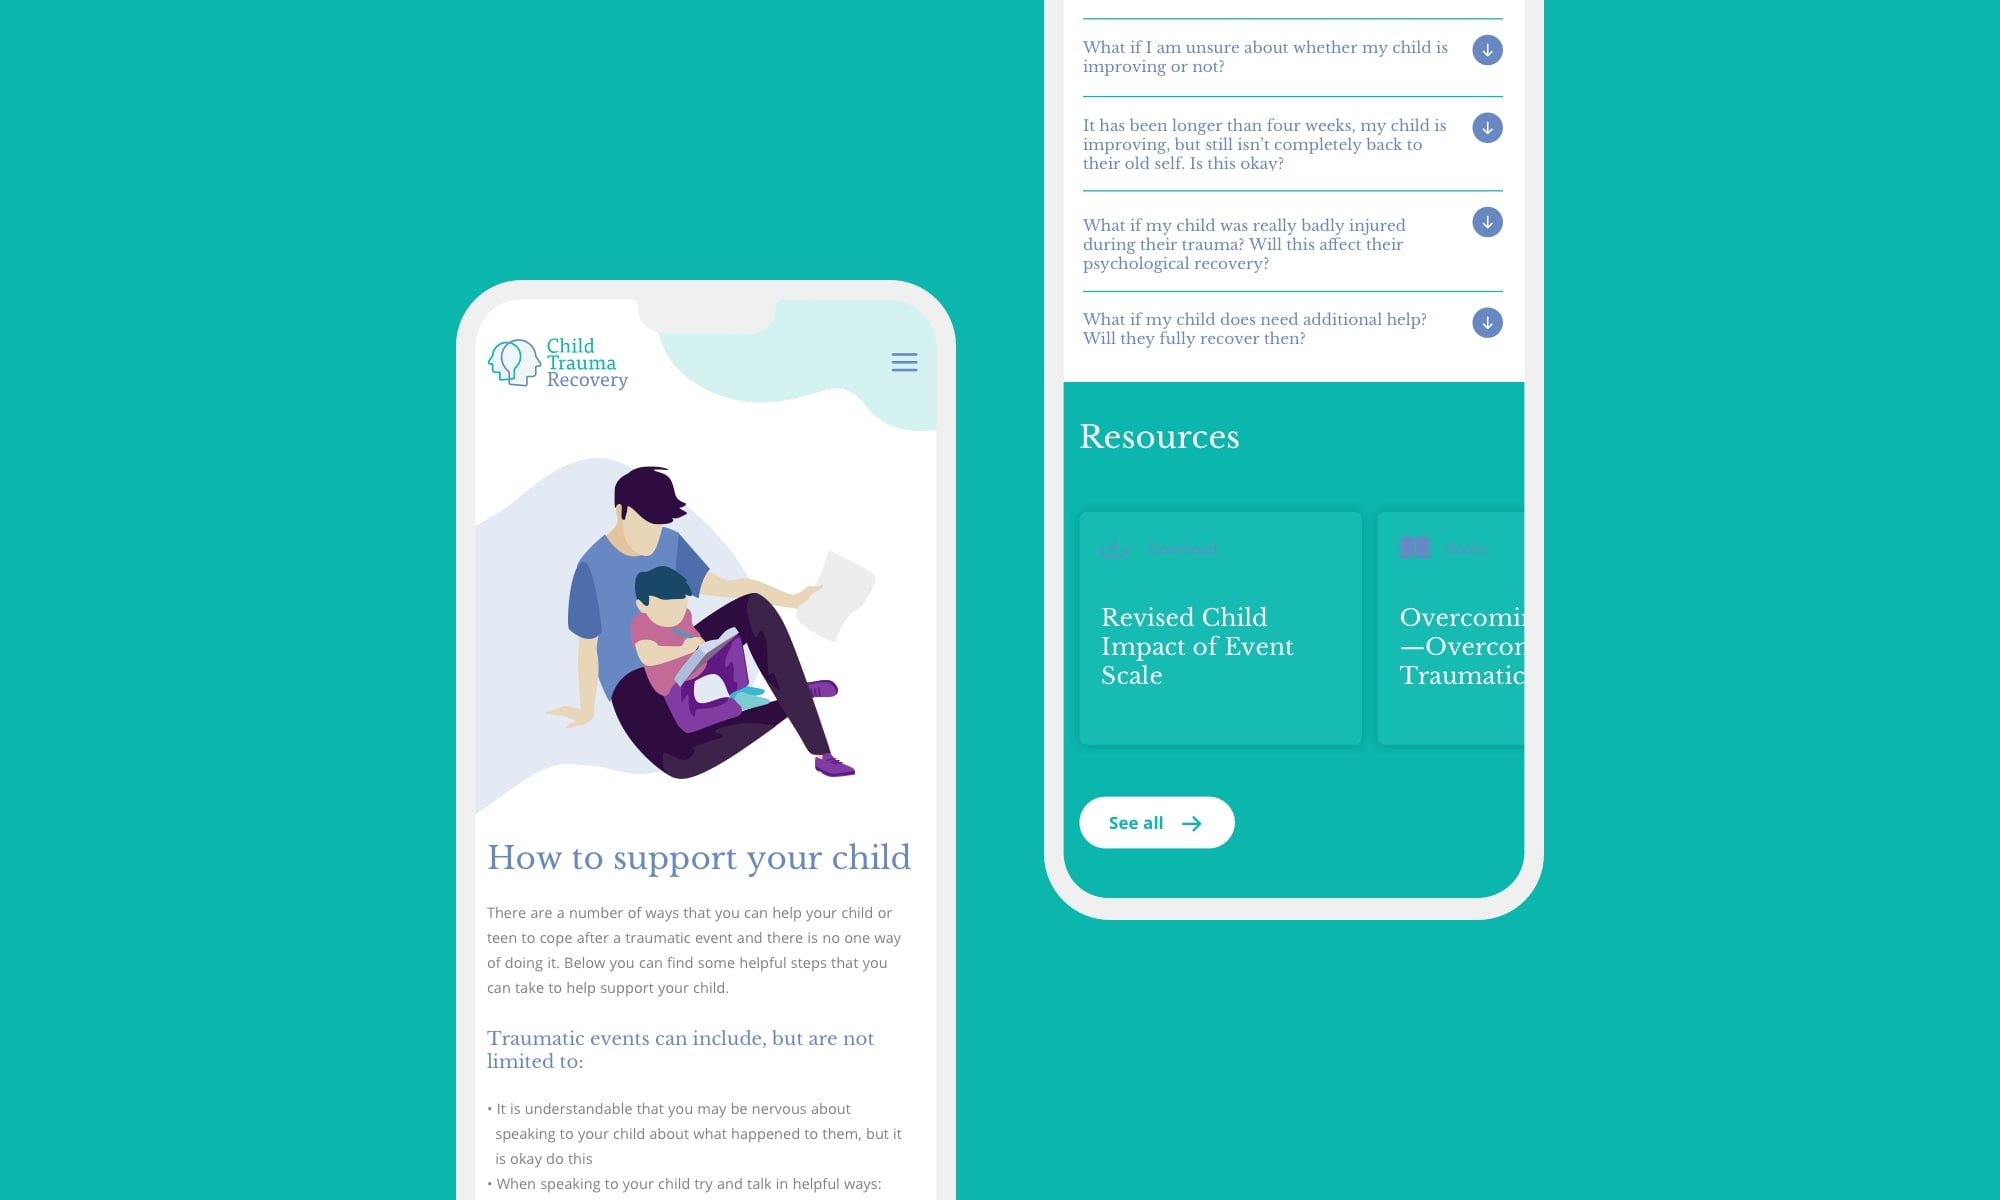 Child
Trauma
Recovery
How to support your child
There are a number of ways that you can help your child or
teen to cope after a traumatic event and there is no one way
of doing it. Below you can find some helpful steps that you
can take to help support your child.
Traumatic events can include, but are not
limited to:
• It is understandable that you may be nervous about
speaking to your child about what happened to them, but it
is okay do this
• When speaking to your child try and talk in helpful ways:
What if I am unsure about whether my child is
improving or not?
It has been longer than four weeks, my child is
improving, but still isn't completely back to
their old self. Is this okay?
What if my child was really badly injured
during their trauma? Will this affect their
psychological recovery?
What if my child does need additional help?
Will they fully recover then?
Resources
Download
Revised Child
Impact of Event
Scale
—Overcom
Traumatic
See all